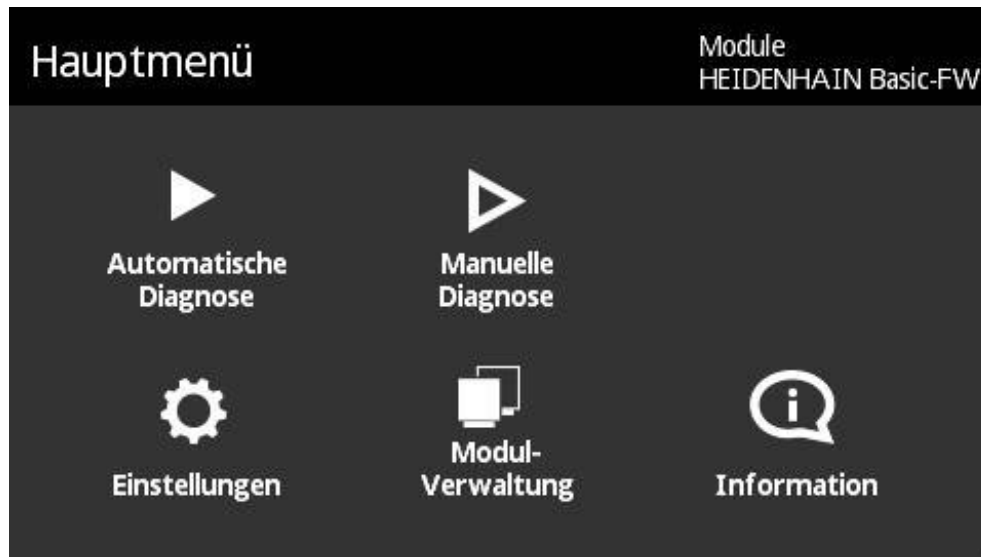 Hauptmenü
Module
HEIDENHAIN Basic-FW
Automatische
Diagnose
Manuelle
Diagnose
Einstellungen
Modul-
Verwaltung
Information